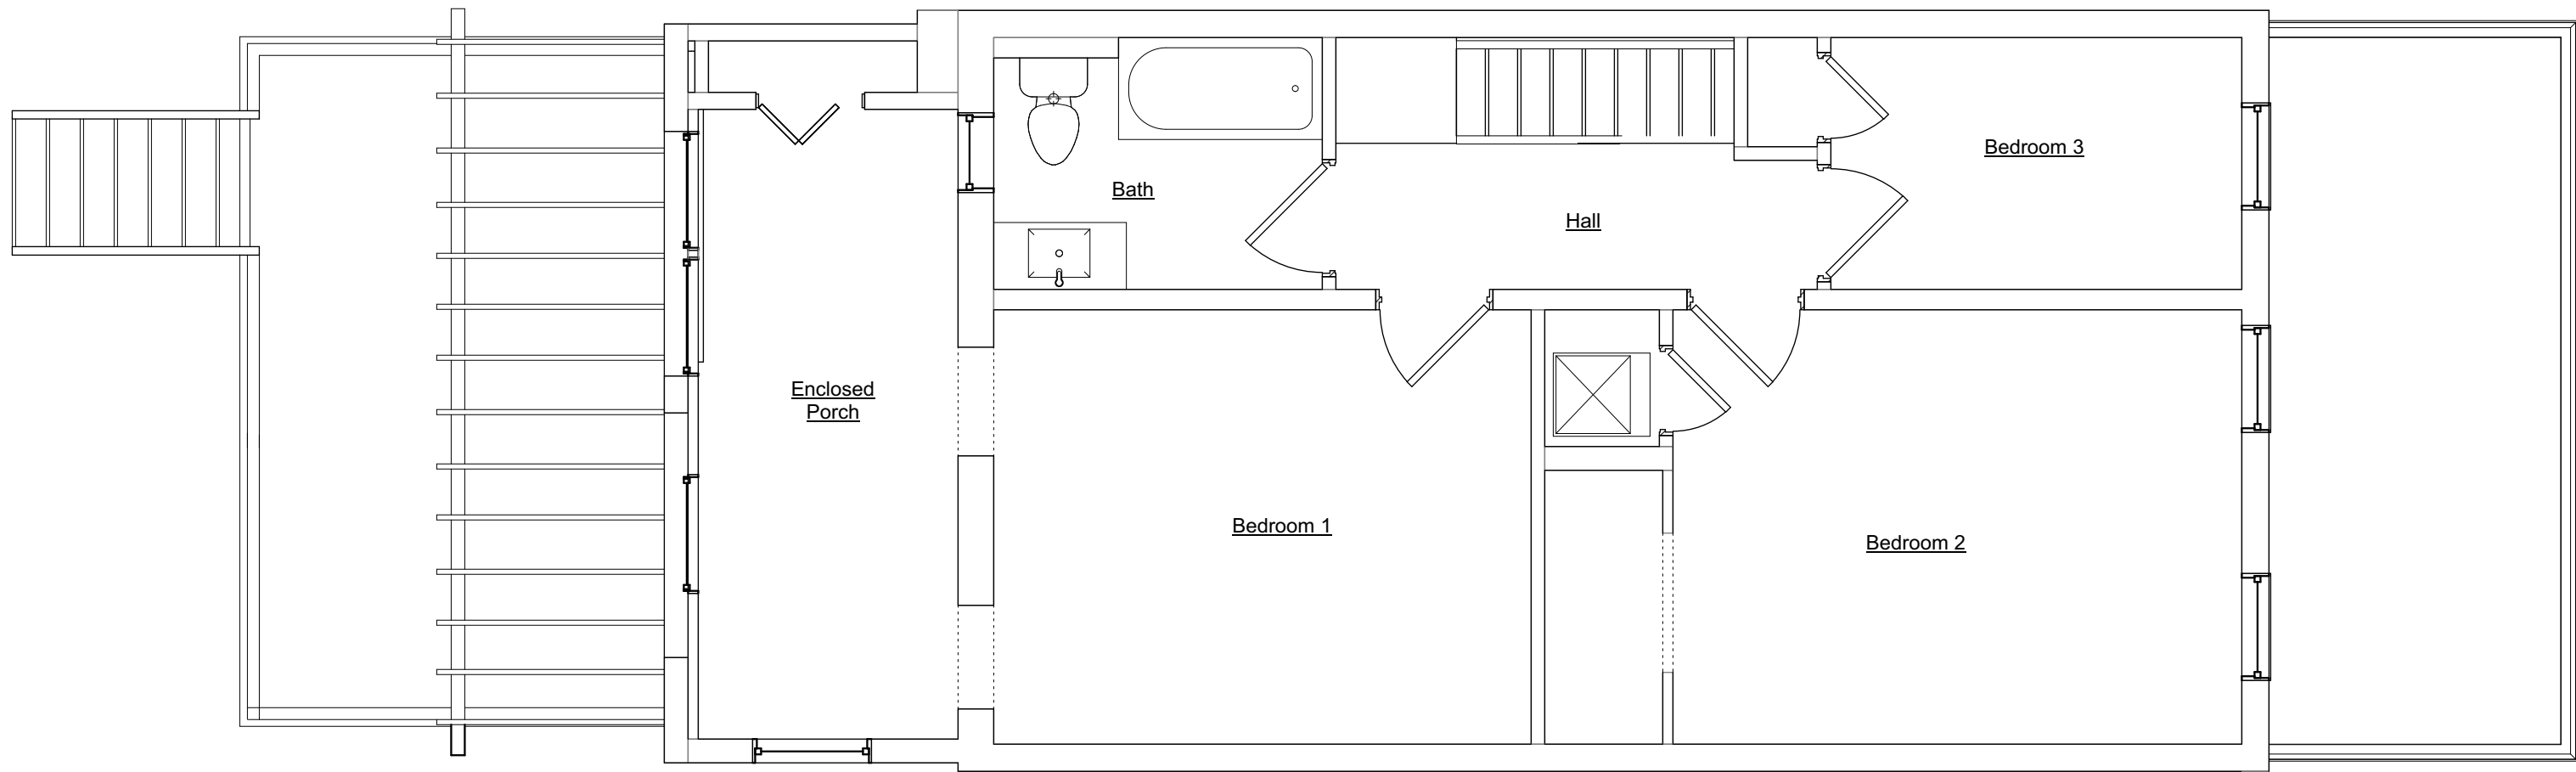 Bedroom 3
Bath
Hall
Enclosed
Porch
Bedroom 1
Bedroom 2